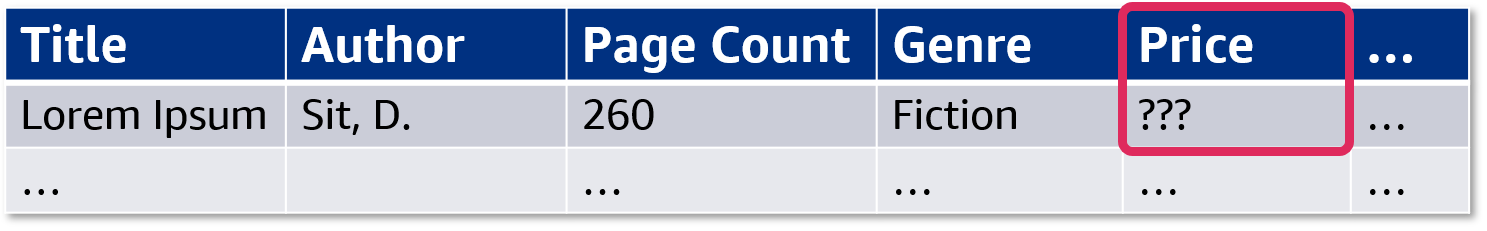 Title Author Page Count Genre Price ...
Lorem Ipsum Sit, D. 260 Fiction ??? ...
... ... ... ... ...